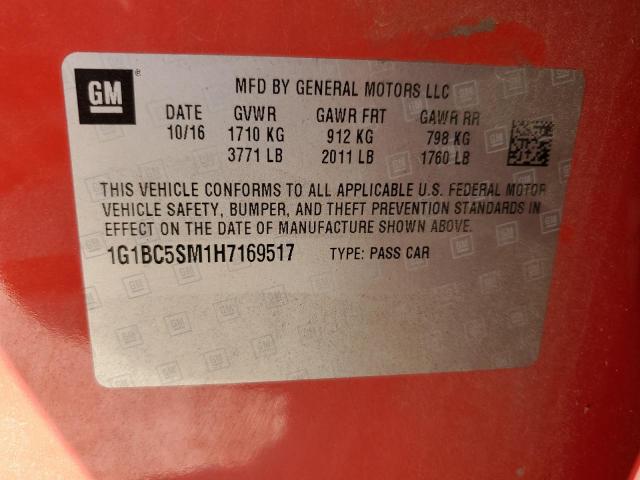 GM ® MFD BY GENERAL MOTORS LLC
DATE GVWR GAWR FRT GAWR RR
10/16 1710 KG 912 KG 798 KG
3771 LB 2011 LB 1760 LB
THIS VEHICLE CONFORMS TO ALL APPLICABLE U.S. FEDERAL MOTOR
VEHICLE SAFETY, BUMPER, AND THEFT PREVENTION STANDARDS IN
EFFECT ON THE DATE OF MANUFACTURE SHOWN ABOVE.
1G1BC5SM1H7169517 TYPE: PASS CAR